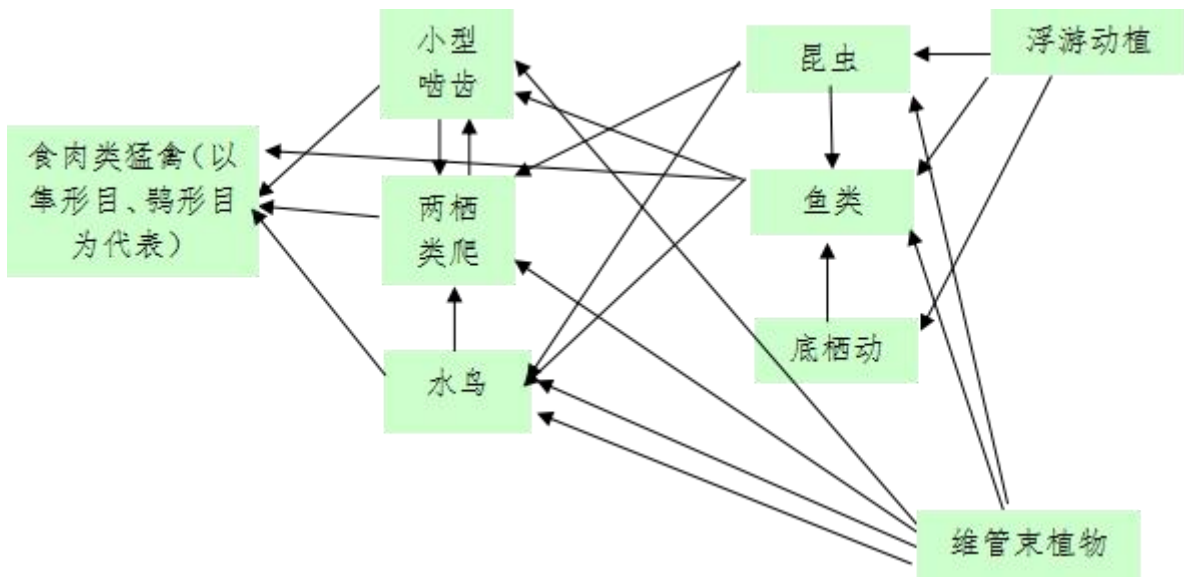 小型
啮齿
昆虫
浮游动植
食肉类猛禽（以
隼形目、鸮形目
为代表）
两栖
类爬
鱼类
水鸟
底栖动
维管束植物